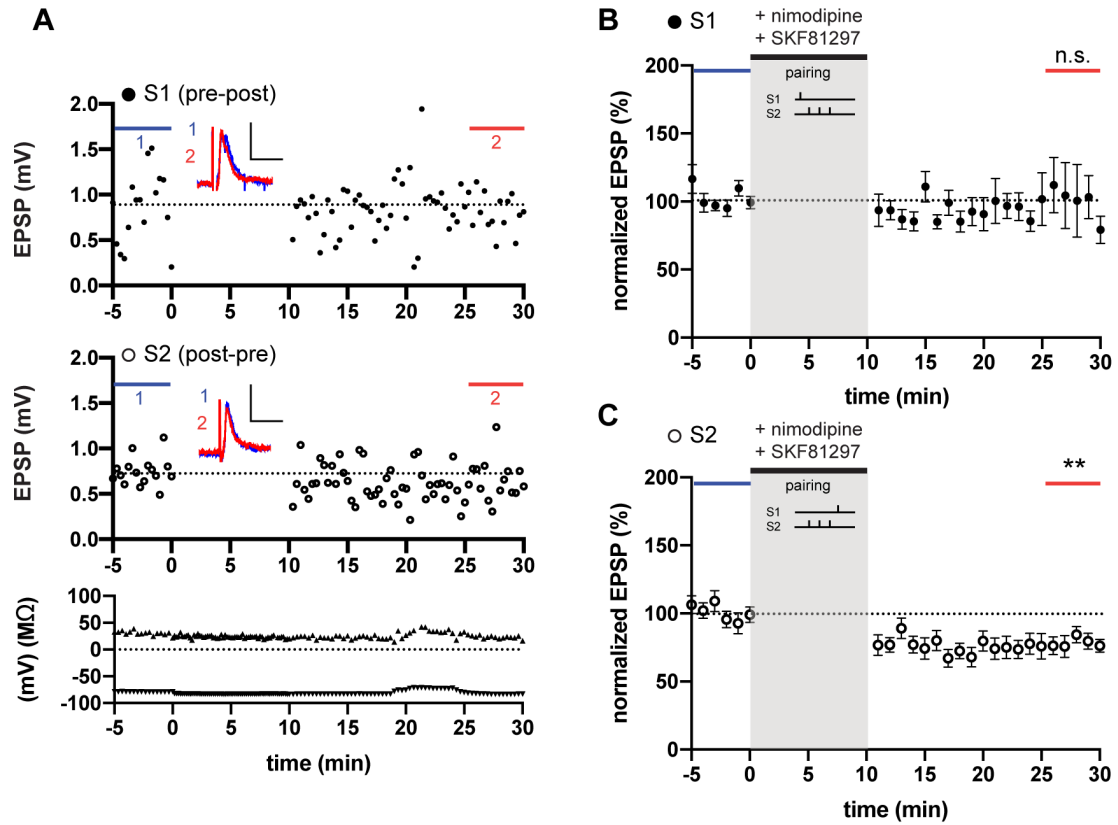 A
● S1 (pre-post)
EPSP (mV)
2.0
1.5
1.0
0.5
0.0
1
1
2
2
-5 0 5 10 15 20 25 30
○ S2 (post-pre)
EPSP (mV)
2.0
1.5
1.0
0.5
0.0
1
1
2
2
-5 0 5 10 15 20 25 30
(mV) (MΩ)
100
50
0
-50
-100
-5 0 5 10 15 20 25 30
time (min)
B
● S1
+ nimodipine
+ SKF81297
n.s.
pairing
S1
S2
normalized EPSP (%)
200
150
100
50
0
-5 0 5 10 15 20 25 30
time (min)
C
○ S2
+ nimodipine
+ SKF81297
**
pairing
S1
S2
normalized EPSP (%)
200
150
100
50
0
-5 0 5 10 15 20 25 30
time (min)